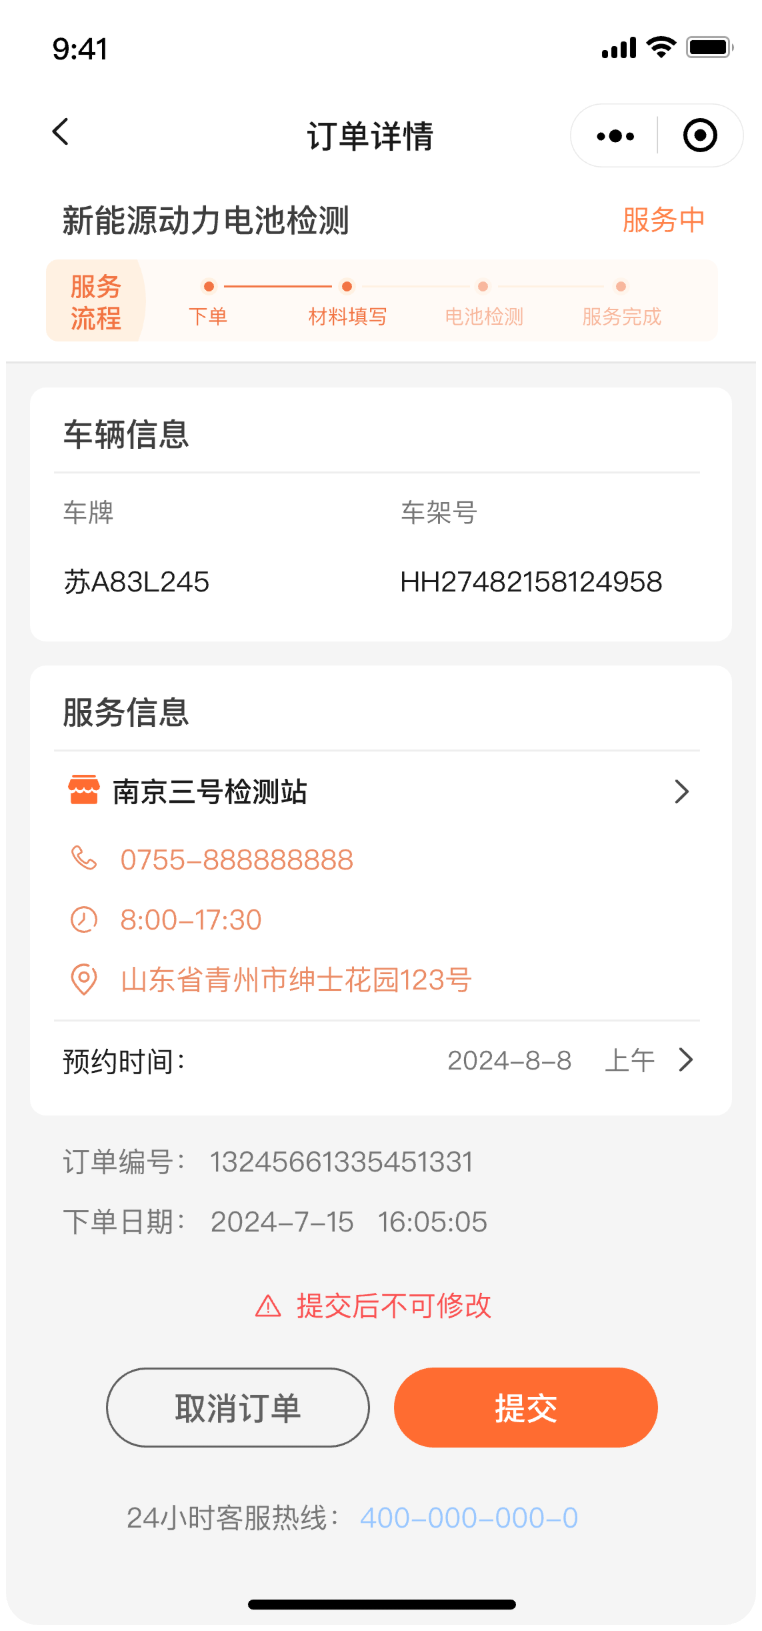 9:41
订单详情
新能源动力电池检测 服务中
服务流程
下单 材料填写 电池检测 服务完成
车辆信息
车牌 车架号
苏A83L245 HH27482158124958
服务信息
南京三号检测站
0755-888888888
8:00-17:30
山东省青州市绅士花园123号
预约时间: 2024-8-8 上午
订单编号: 13245661335451331
下单日期: 2024-7-15 16:05:05
提交后不可修改
取消订单 提交
24小时客服热线: 400-000-000-0